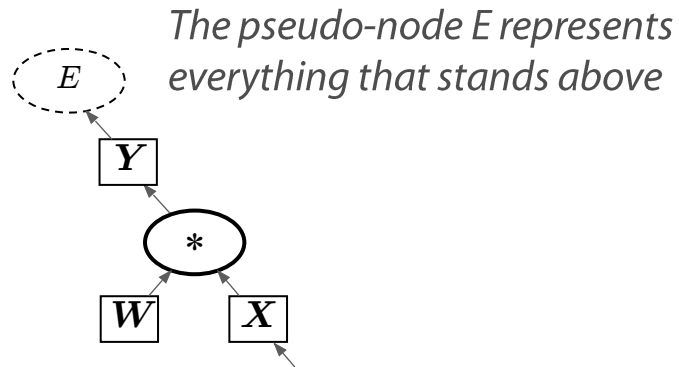 The pseudo-node E represents
everything that stands above
E
Y
*
W
X